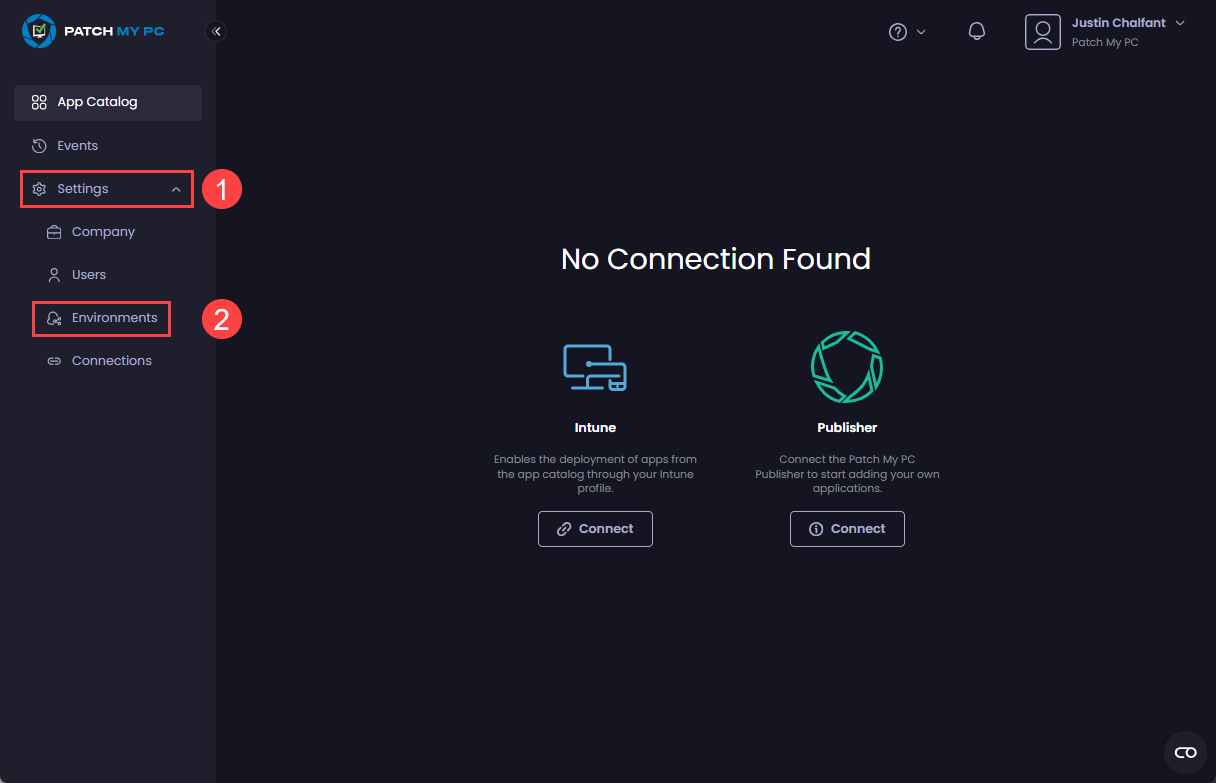 PATCH MY PC
Justin Chalfant
Patch My PC
App Catalog
Events
Settings
1
Company
Users
Environments
2
Connections
No Connection Found
Intune
Enables the deployment of apps from
the app catalog through your Intune
profile.
Connect
Publisher
Connect the Patch My PC
Publisher to start adding your own
applications.
Connect